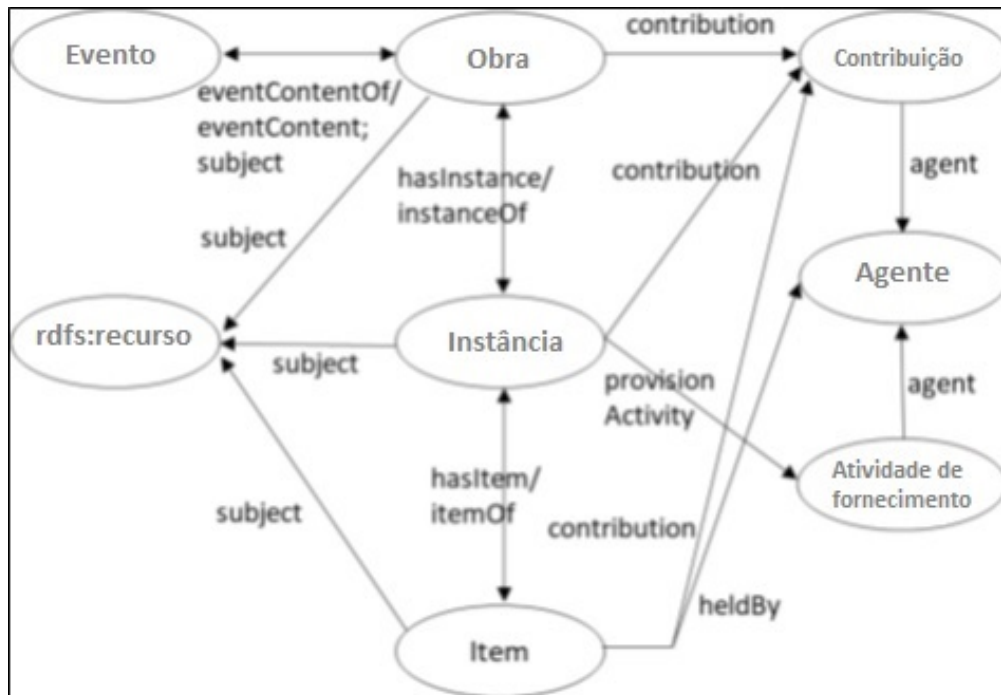 Evento
Obra
contribution
Contribuição
eventContentOf/
eventContent;
subject
hasInstance/
instanceOf
contribution
agent
subject
Agente
rdfs:recurso
Instância
subject
provision
Activity
agent
hasItem/
itemOf
Atividade de
fornecimento
subject
contribution
heldBy
Item